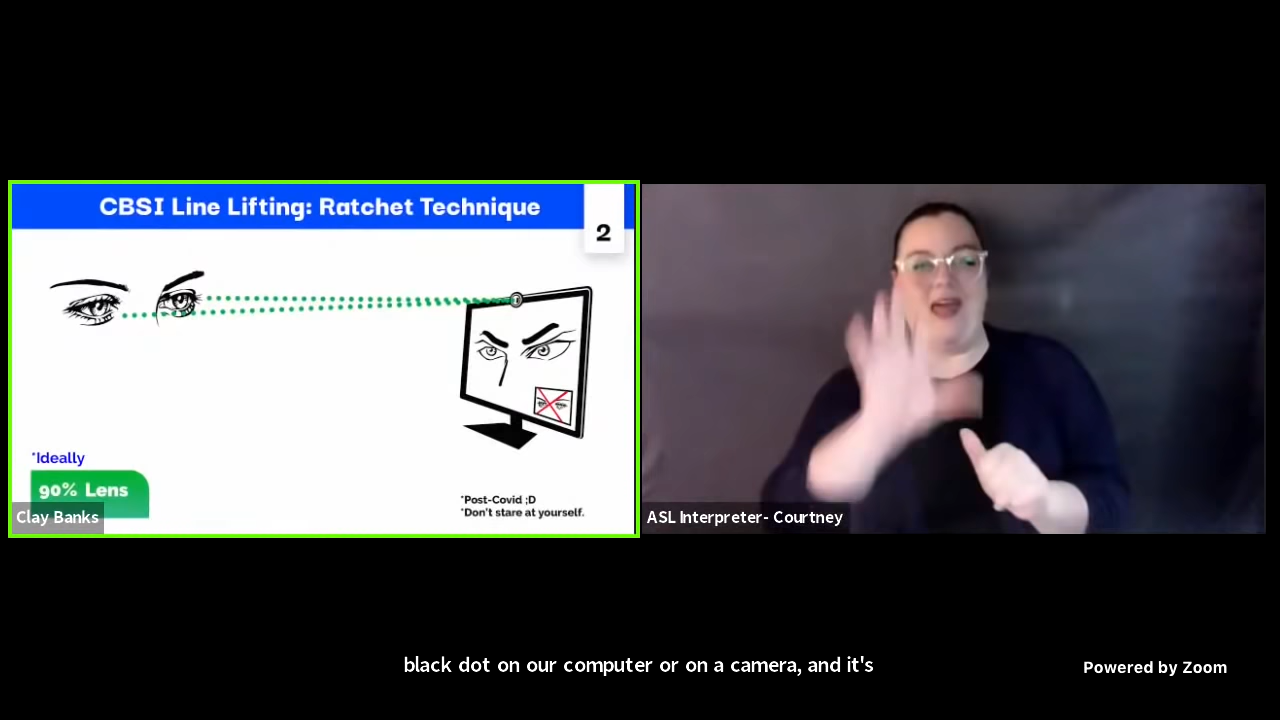 CBSI Line Lifting: Ratchet Technique
2
*Ideally
90% Lens
*Post-Covid ;D
*Don't stare at yourself.
Clay Banks
ASL Interpreter- Courtney
black dot on our computer or on a camera, and it's
Powered by Zoom